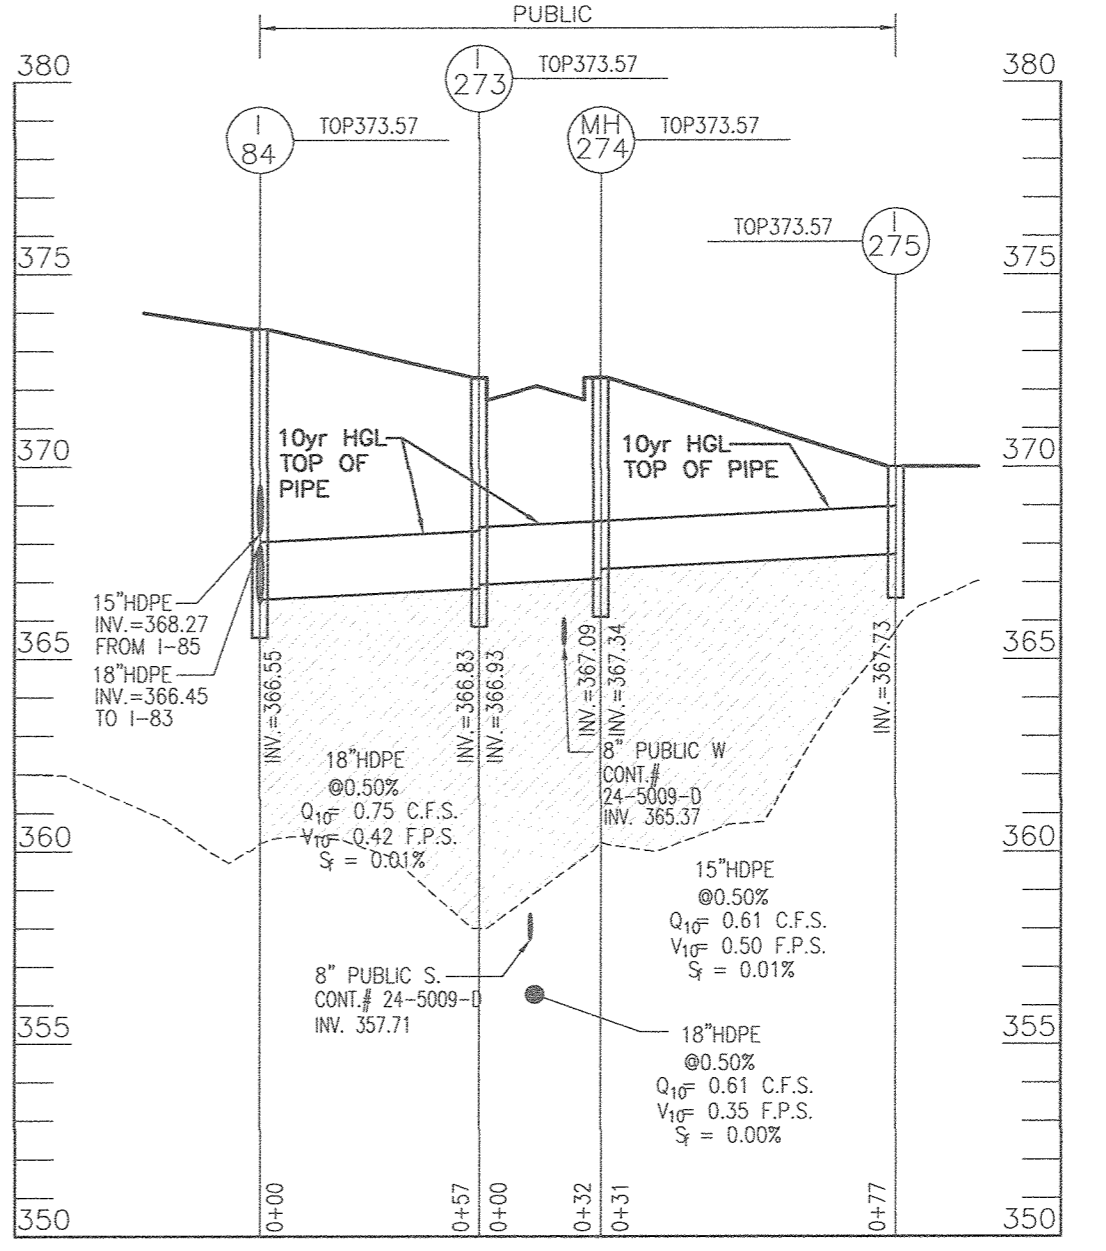 PUBLIC
380
380
I
273
TOP373.57
I
84
TOP373.57
MH
274
TOP373.57
I
275
TOP373.57
375
375
370
370
10yr HGL
TOP OF
PIPE
10yr HGL
TOP OF PIPE
15"HDPE
INV.=368.27
FROM I-85
18"HDPE
INV.=366.45
TO I-83
365
365
INV.=366.55
INV.=366.83
INV.=366.93
INV.=367.09
INV.=367.34
INV.=367.73
18"HDPE
@0.50%
Q10= 0.75 C.F.S.
V10= 0.42 F.P.S.
Sf = 0.01%
8" PUBLIC W
CONT.#
24-5009-D
INV. 365.37
360
360
15"HDPE
@0.50%
Q10= 0.61 C.F.S.
V10= 0.50 F.P.S.
Sf = 0.01%
8" PUBLIC S.
CONT.# 24-5009-D
INV. 357.71
355
355
18"HDPE
@0.50%
Q10= 0.61 C.F.S.
V10= 0.35 F.P.S.
Sf = 0.00%
0+00
0+57
0+00
0+32
0+31
0+77
350
350